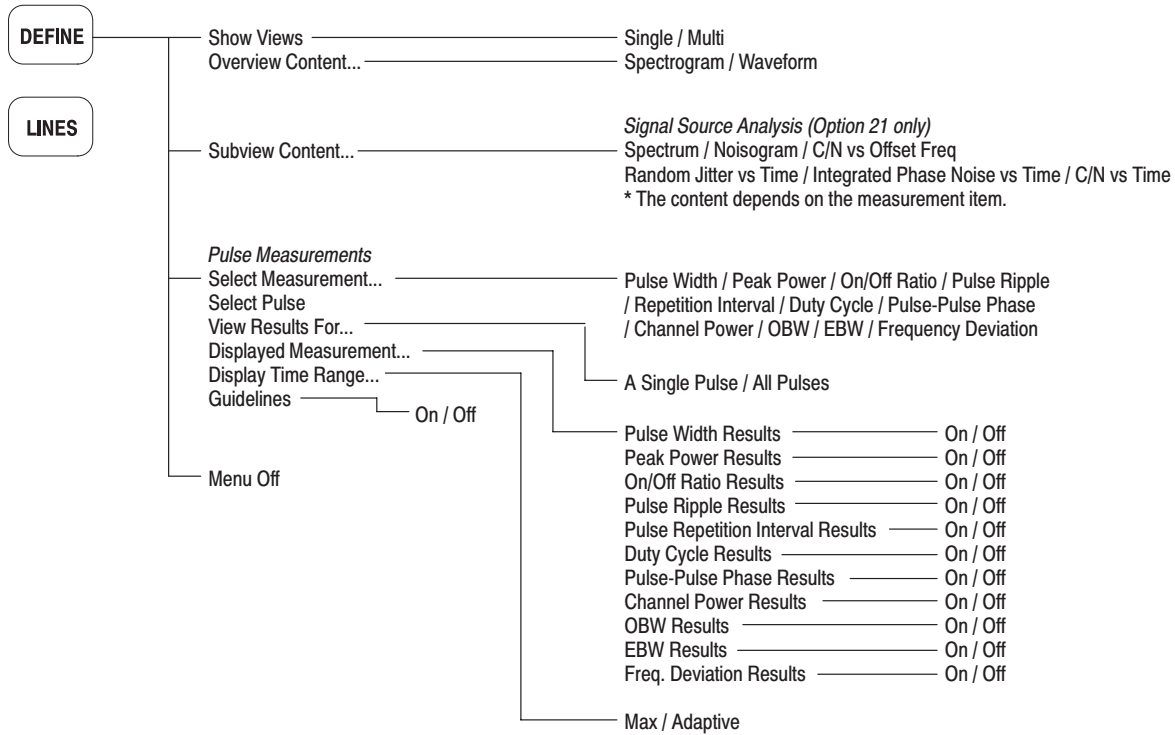 DEFINE
Show Views Single / Multi
Overview Content... Spectrogram / Waveform
LINES
Signal Source Analysis (Option 21 only)
Subview Content... Spectrum / Noisogram / C/N vs Offset Freq
Random Jitter vs Time / Integrated Phase Noise vs Time / C/N vs Time
* The content depends on the measurement item.
Pulse Measurements
Select Measurement... Pulse Width / Peak Power / On/Off Ratio / Pulse Ripple
Select Pulse / Repetition Interval / Duty Cycle / Pulse-Pulse Phase
View Results For... / Channel Power / OBW / EBW / Frequency Deviation
Displayed Measurement...
Display Time Range... A Single Pulse / All Pulses
Guidelines On / Off
Pulse Width Results On / Off
Peak Power Results On / Off
Menu Off On/Off Ratio Results On / Off
Pulse Ripple Results On / Off
Pulse Repetition Interval Results On / Off
Duty Cycle Results On / Off
Pulse-Pulse Phase Results On / Off
Channel Power Results On / Off
OBW Results On / Off
EBW Results On / Off
Freq. Deviation Results On / Off
Max / Adaptive